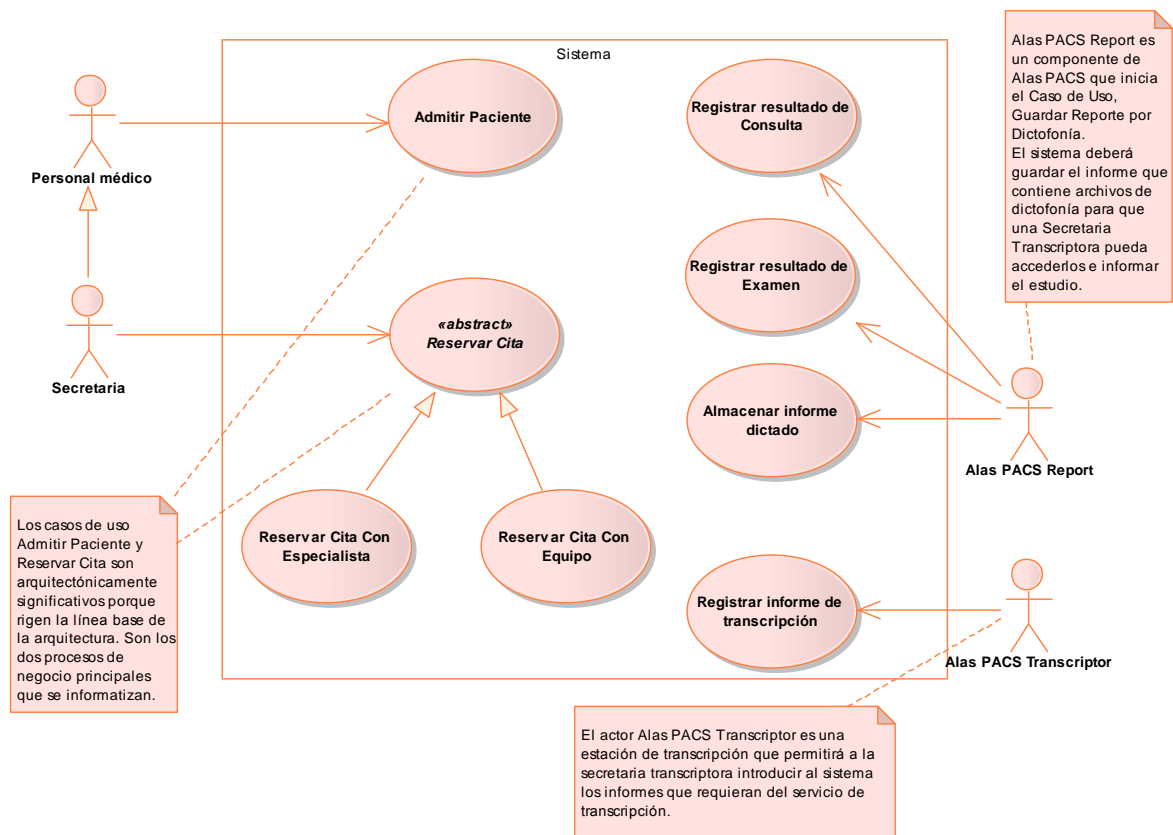 Sistema
Personal médico
Secretaria
Admitir Paciente
«abstract»
Reservar Cita
Reservar Cita Con
Especialista
Reservar Cita Con
Equipo
Registrar resultado de
Consulta
Registrar resultado de
Examen
Almacenar informe
dictado
Registrar informe de
transcripción
Alas PACS Report
Alas PACS Transcriptor
Alas PACS Report es
un componente de
Alas PACS que inicia
el Caso de Uso,
Guardar Reporte por
Dictofonía.
El sistema deberá
guardar el informe que
contiene archivos de
dictofonía para que
una Secretaria
Transcriptora pueda
accederlos e informar
el estudio.
Los casos de uso
Admitir Paciente y
Reservar Cita son
arquitectónicamente
significativos porque
rigen la línea base de
la arquitectura. Son los
dos procesos de
negocio principales
que se informatizan.
El actor Alas PACS Transcriptor es una
estación de transcripción que permitirá a la
secretaria transcriptora introducir al sistema
los informes que requieran del servicio de
transcripción.